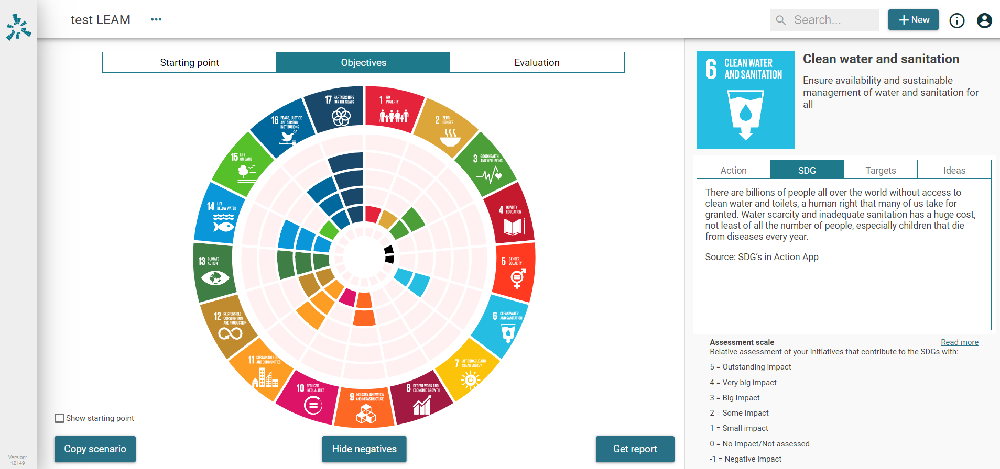 test LEAM
•••
Search...
New
Starting point
Objectives
Evaluation
17 PARTNERSHIPS
FOR THE GOALS
1 NO
POVERTY
2 ZERO
HUNGER
3 GOOD HEALTH
AND WELL-BEING
4 QUALITY
EDUCATION
5 GENDER
EQUALITY
6 CLEAN WATER
AND SANITATION
7 AFFORDABLE AND
CLEAN ENERGY
8 DECENT WORK AND
ECONOMIC GROWTH
9 INDUSTRY, INNOVATION
AND INFRASTRUCTURE
10 REDUCED
INEQUALITIES
11 SUSTAINABLE CI
AND COMMUNITIES
12 RESPONSIBLE
CONSUMPTION
AND PRODUCTION
13 CLIMATE
ACTION
14 LIFE
BELOW WATER
15 LIFE
ON LAND
16 PEACE, JUSTICE
AND STRONG
INSTITUTIONS
Show starting point
Copy scenario
Hide negatives
Get report
Version:
12149
6 CLEAN WATER
AND SANITATION
Clean water and sanitation
Ensure availability and sustainable
management of water and sanitation for
all
Action
SDG
Targets
Ideas
There are billions of people all over the world without access to
clean water and toilets, a human right that many of us take for
granted. Water scarcity and inadequate sanitation has a huge cost,
not least of all the number of people, especially children that die
from diseases every year.
Source: SDG's in Action App
Assessment scale
Read more
Relative assessment of your initiatives that contribute to the SDGs with:
5 = Outstanding impact
4 = Very big impact
3 = Big impact
2 = Some impact
1 = Small impact
0 = No impact/Not assessed
-1 = Negative impact